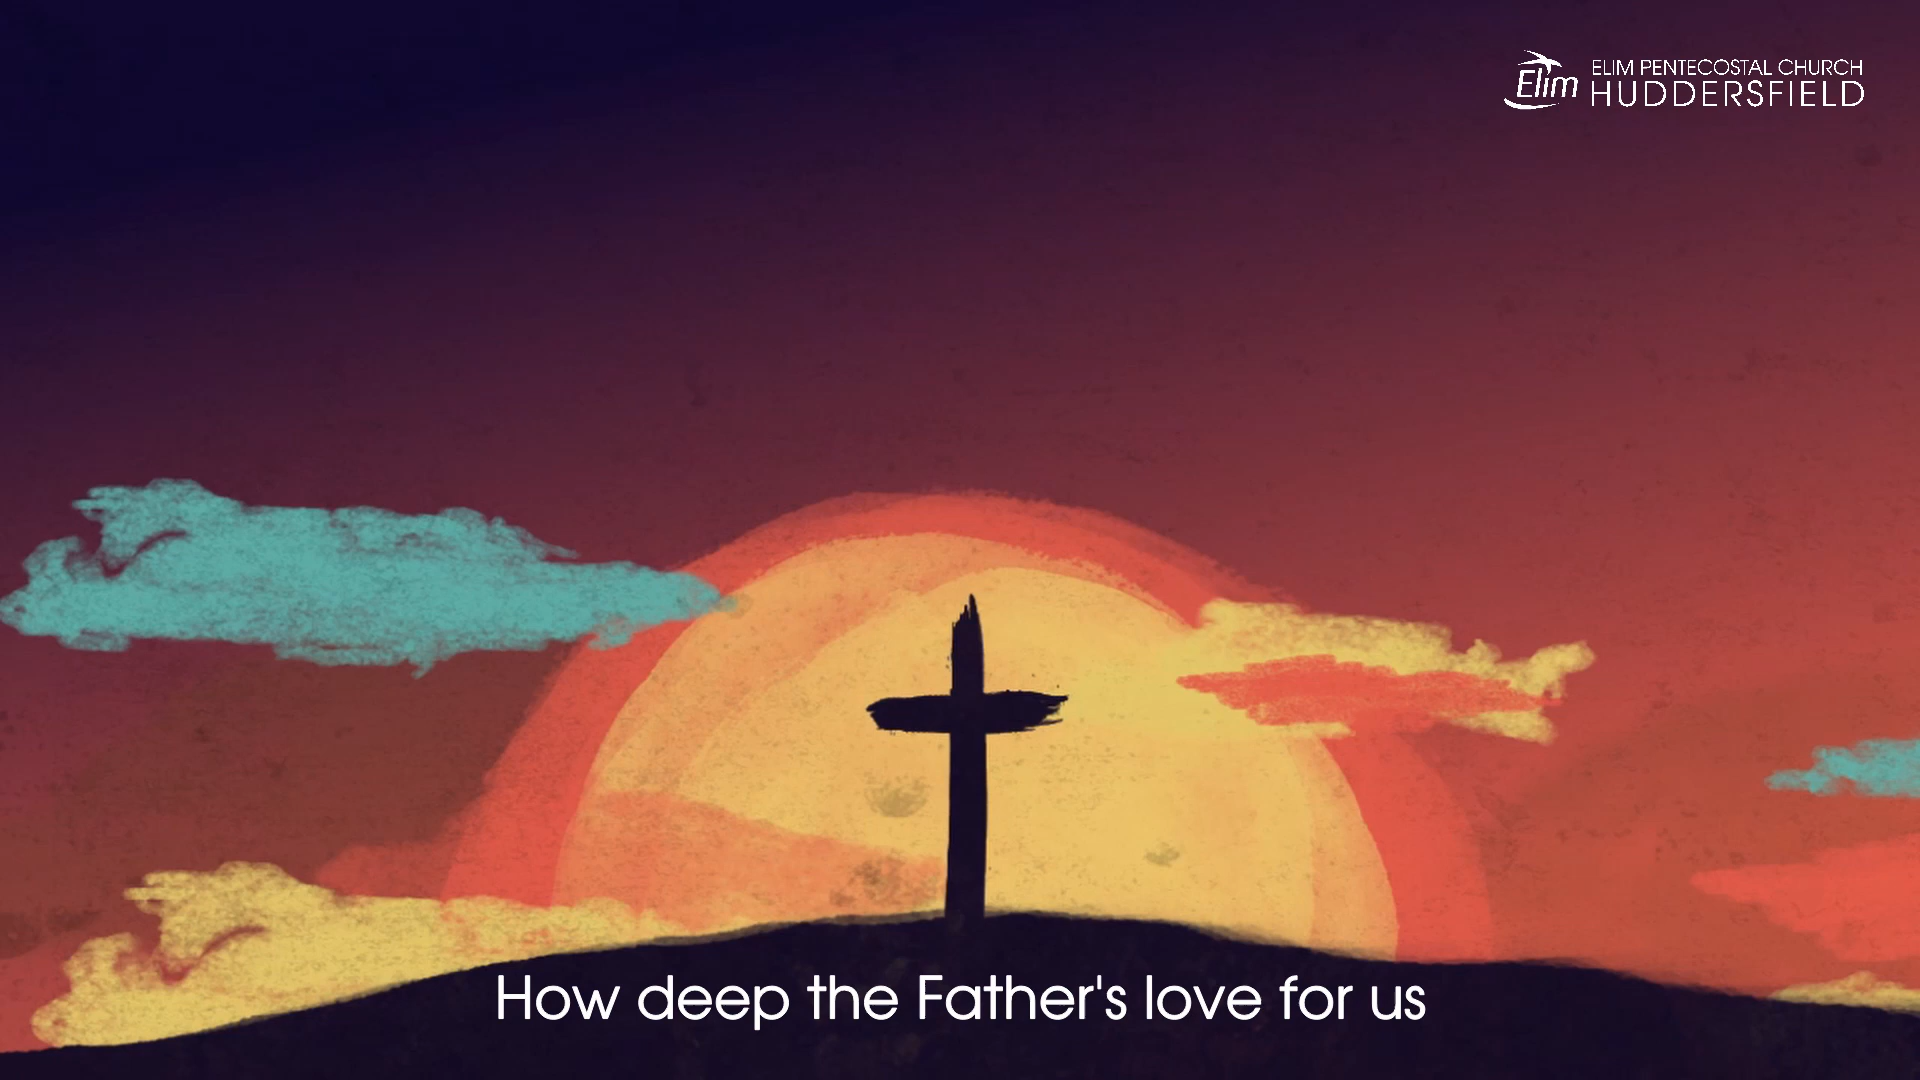 Elim
ELIM PENTECOSTAL CHURCH
HUDDERSFIELD
How deep the Father's love for us